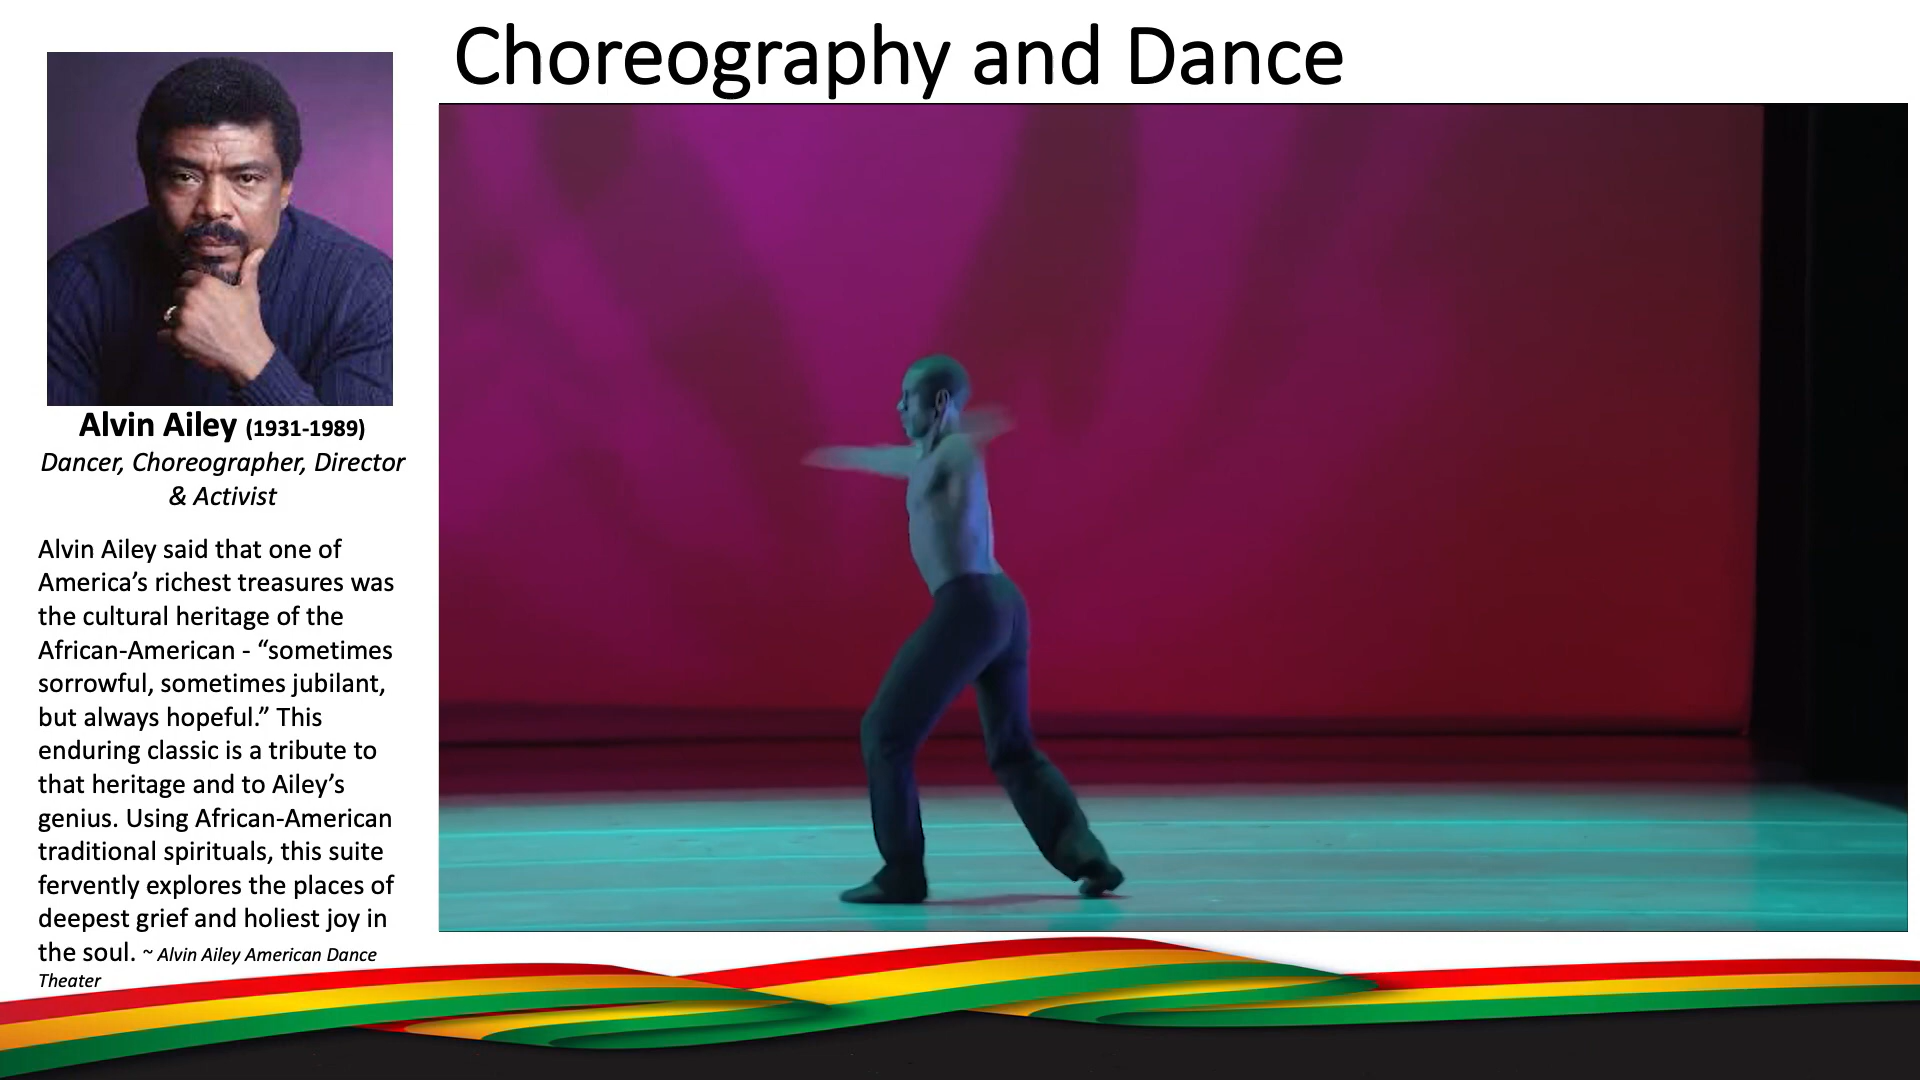 Choreography and Dance
Alvin Ailey (1931-1989)
Dancer, Choreographer, Director
& Activist
Alvin Ailey said that one of
America’s richest treasures was
the cultural heritage of the
African-American - “sometimes
sorrowful, sometimes jubilant,
but always hopeful.” This
enduring classic is a tribute to
that heritage and to Ailey’s
genius. Using African-American
traditional spirituals, this suite
fervently explores the places of
deepest grief and holiest joy in
the soul. ~ Alvin Ailey American Dance
Theater